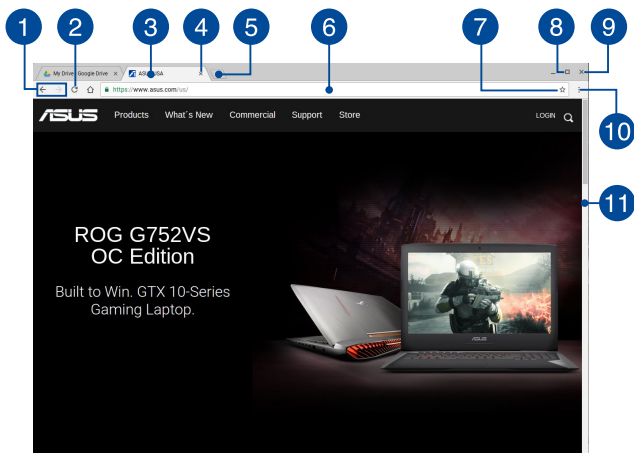 1 2 3 4 5 6 7 8 9
My Drive - Google Drive ASUS USA
https://www.asus.com/us/
10
ASUS Products What's New Commercial Support Store LOGIN
11
ROG G752VS
OC Edition
Built to Win. GTX 10-Series
Gaming Laptop.
ASUS